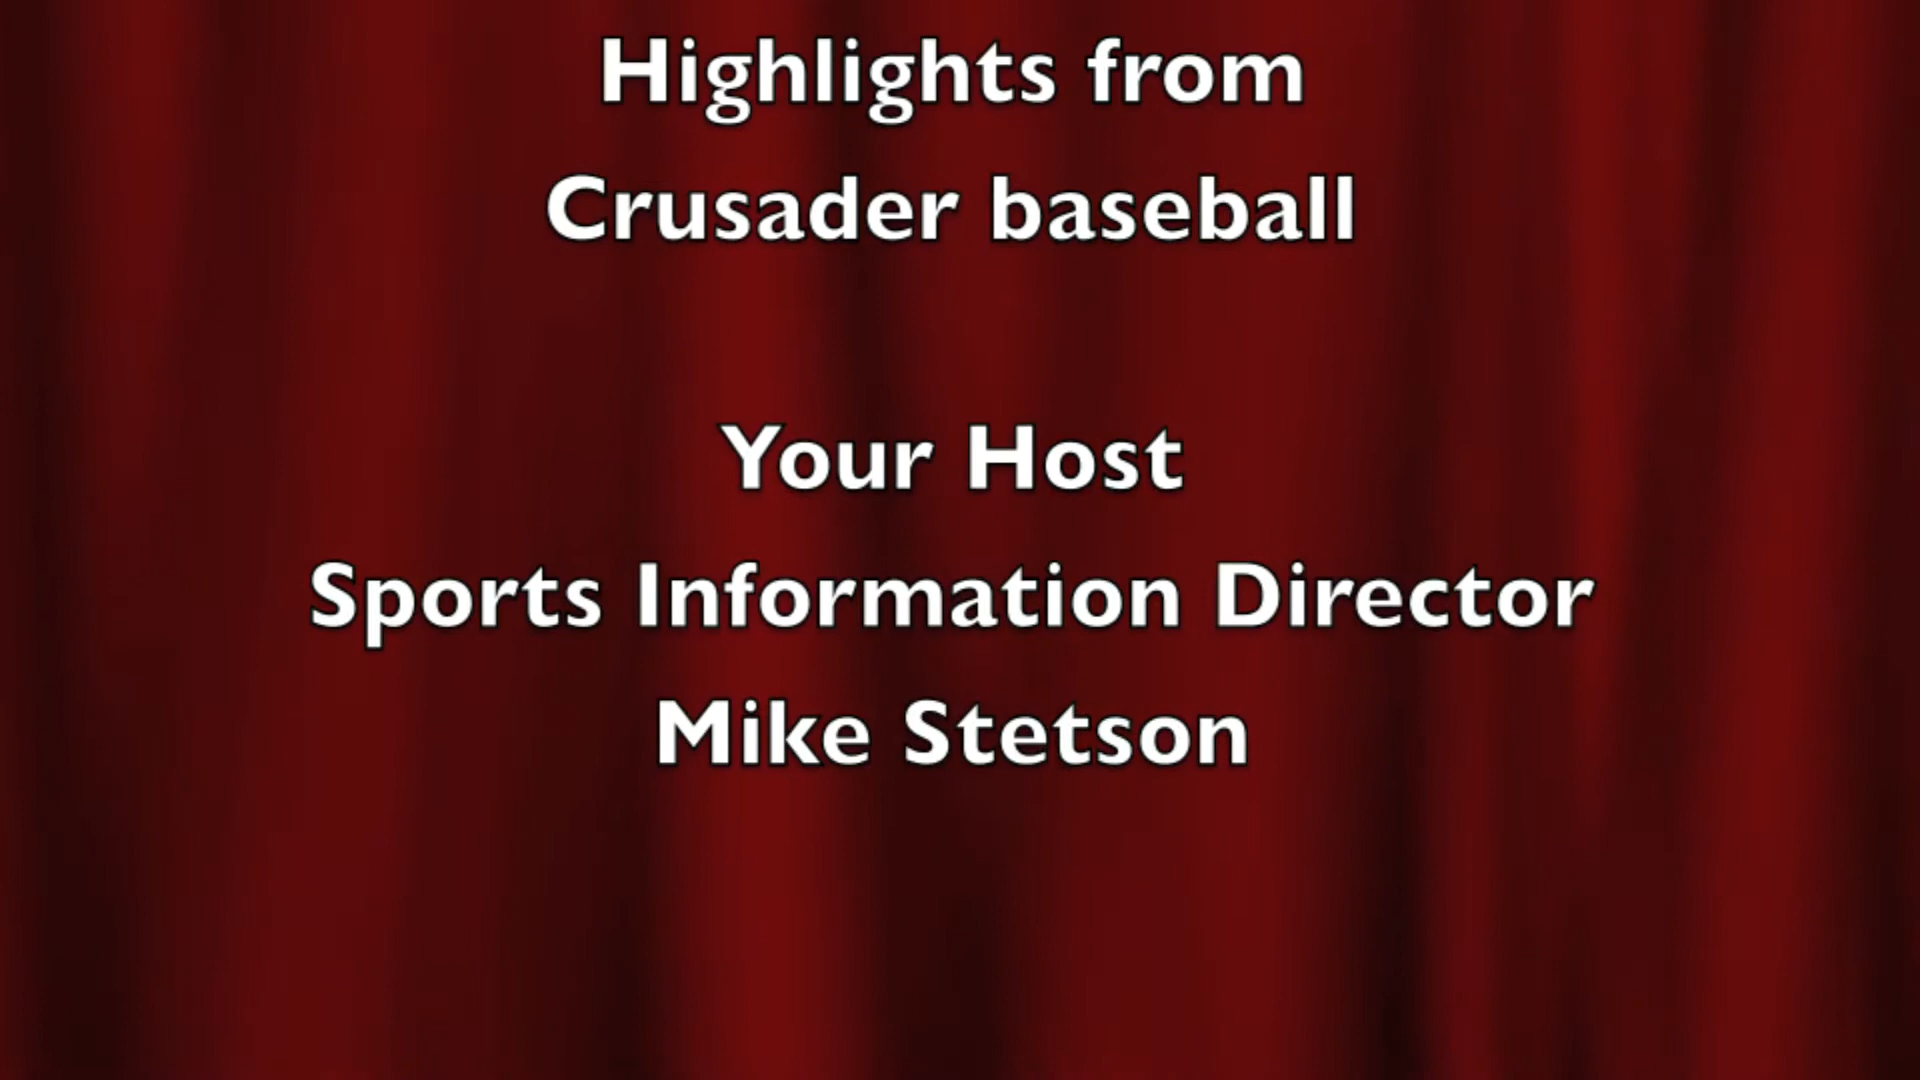 Highlights from
Crusader baseball
Your Host
Sports Information Director
Mike Stetson